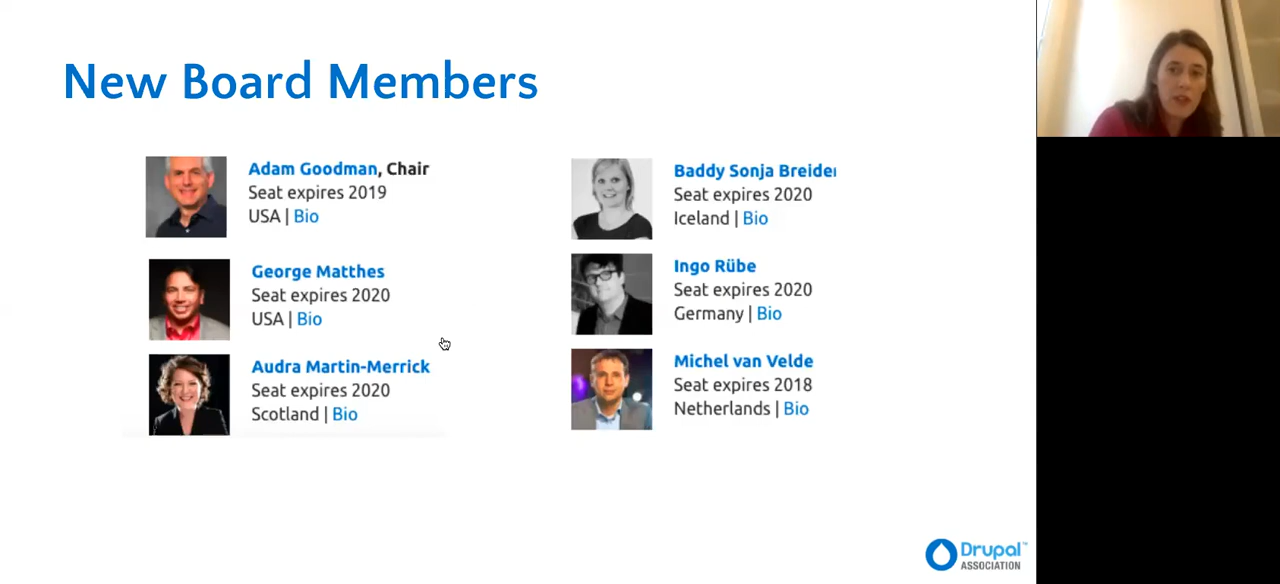 New Board Members
Adam Goodman, Chair
Seat expires 2019
USA | Bio
George Matthes
Seat expires 2020
USA | Bio
Audra Martin-Merrick
Seat expires 2020
Scotland | Bio
Baddy Sonja Breider
Seat expires 2020
Iceland | Bio
Ingo Rübe
Seat expires 2020
Germany | Bio
Michel van Velde
Seat expires 2018
Netherlands | Bio
Drupal™
ASSOCIATION